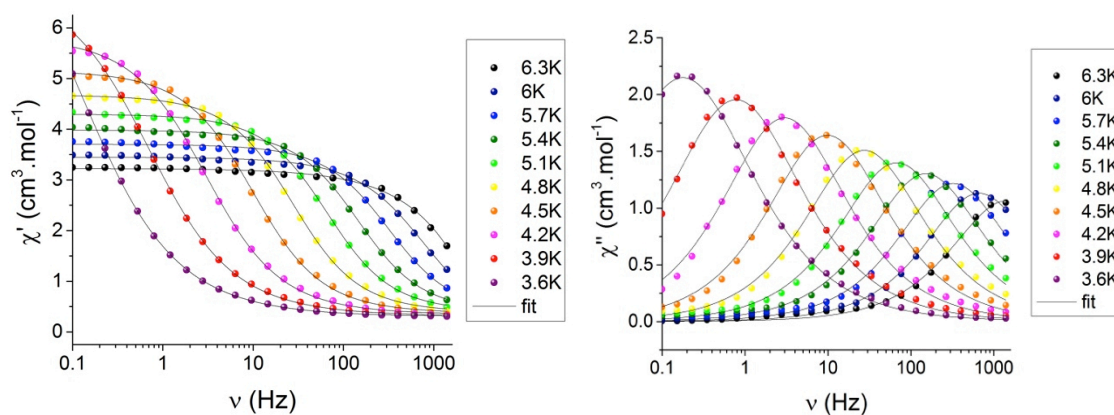 6
5
4
3
2
1
0
0.1
1
10
100
1000
χ' (cm³.mol⁻¹)
ν (Hz)
6.3K
6K
5.7K
5.4K
5.1K
4.8K
4.5K
4.2K
3.9K
3.6K
fit
2.5
2.0
1.5
1.0
0.5
0.0
0.1
1
10
100
1000
χ'' (cm³.mol⁻¹)
ν (Hz)
6.3K
6K
5.7K
5.4K
5.1K
4.8K
4.5K
4.2K
3.9K
3.6K
fit